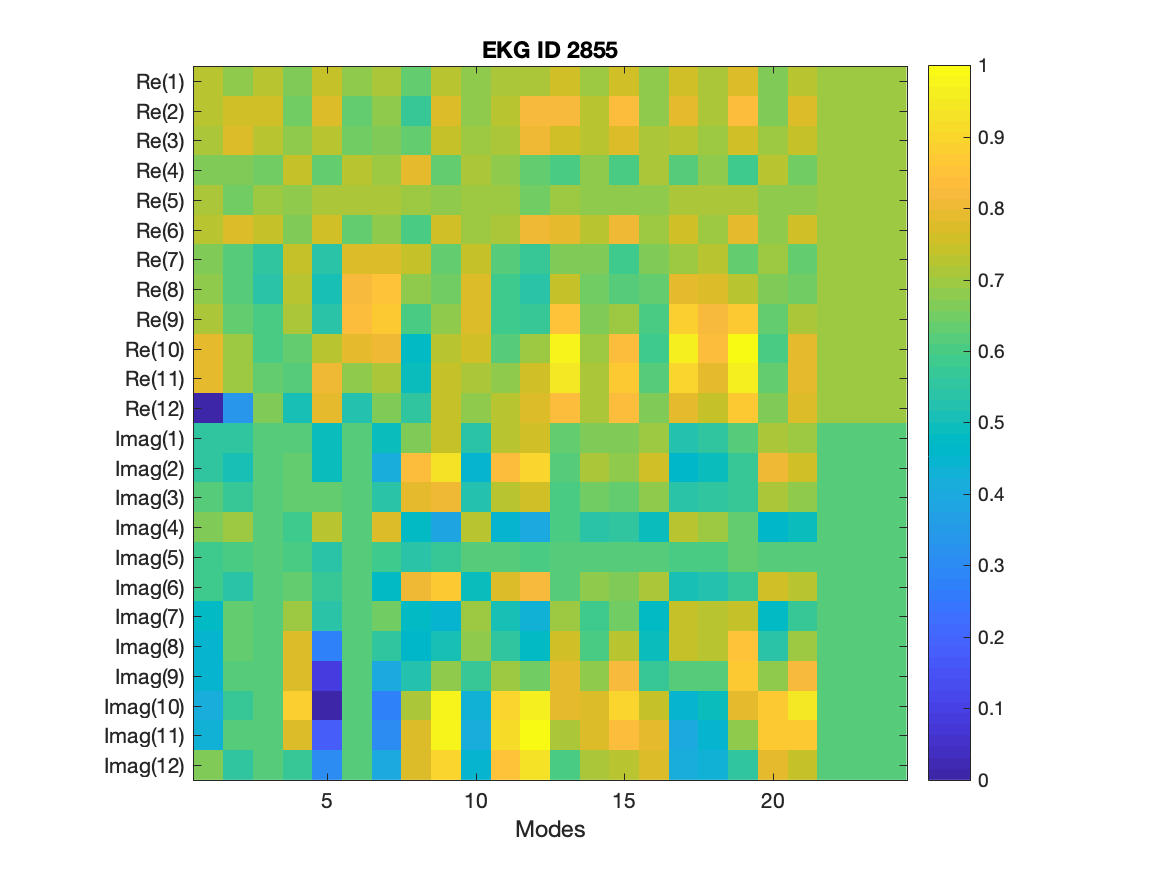 EKG ID 2855
Re(1)
Re(2)
Re(3)
Re(4)
Re(5)
Re(6)
Re(7)
Re(8)
Re(9)
Re(10)
Re(11)
Re(12)
Imag(1)
Imag(2)
Imag(3)
Imag(4)
Imag(5)
Imag(6)
Imag(7)
Imag(8)
Imag(9)
Imag(10)
Imag(11)
Imag(12)
5 10 15 20
Modes
1
0.9
0.8
0.7
0.6
0.5
0.4
0.3
0.2
0.1
0